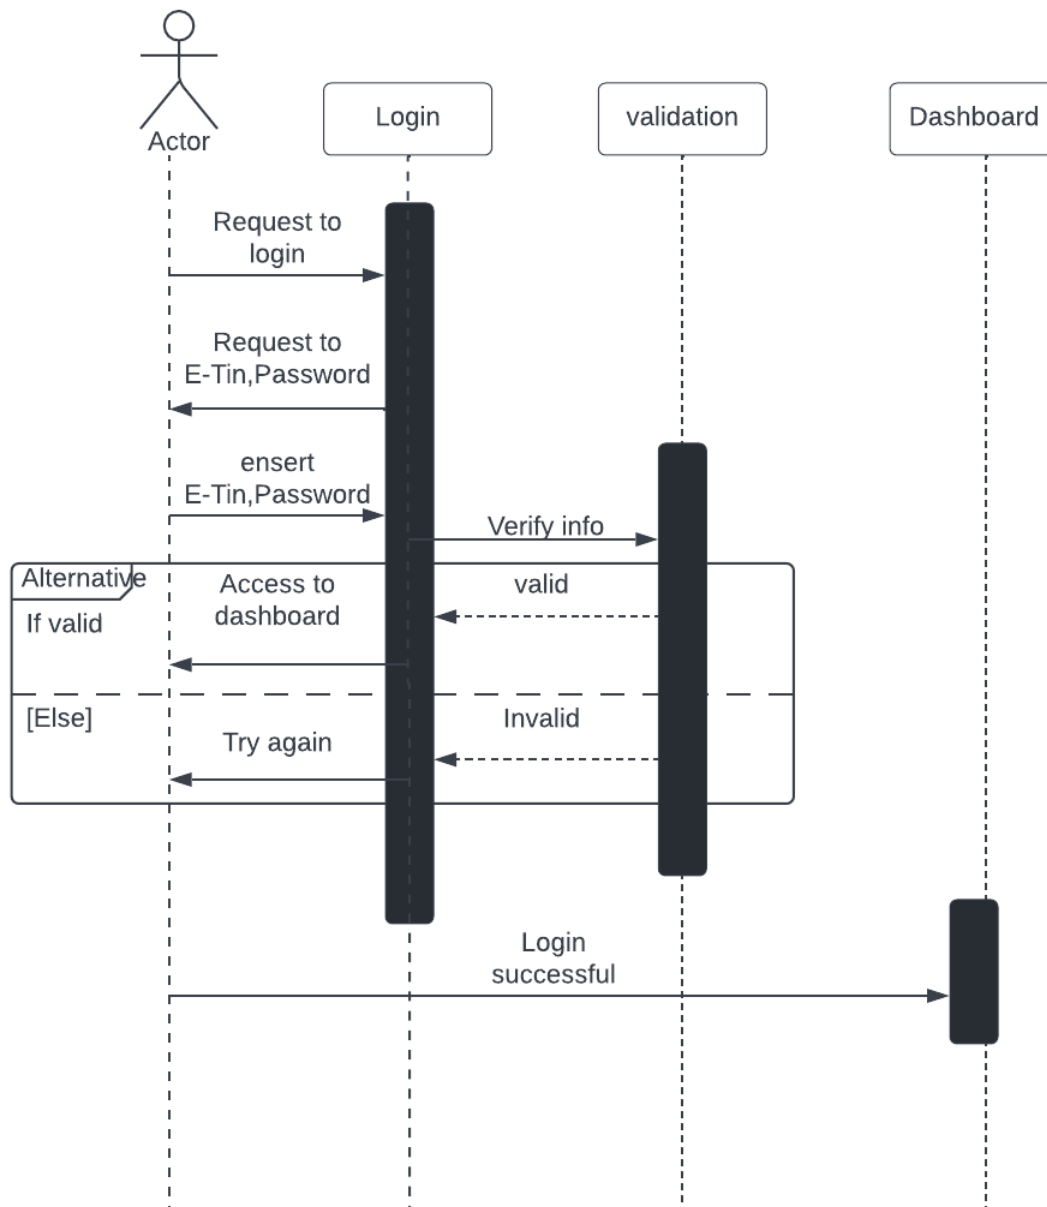 Actor
Login
validation
Dashboard
Request to
login
Request to
E-Tin,Password
ensert
E-Tin,Password
Verify info
Alternative
If valid
Access to
dashboard
valid
[Else]
Try again
Invalid
Login
successful